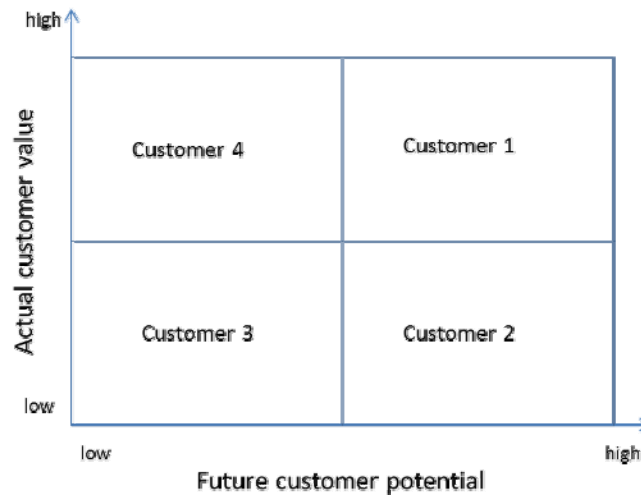 high
Actual customer value
Customer 4
Customer 1
Customer 3
Customer 2
low
low
high
Future customer potential